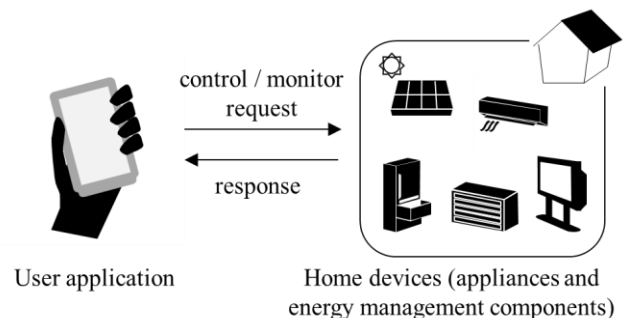 control / monitor
request
response
User application
Home devices (appliances and
energy management components)